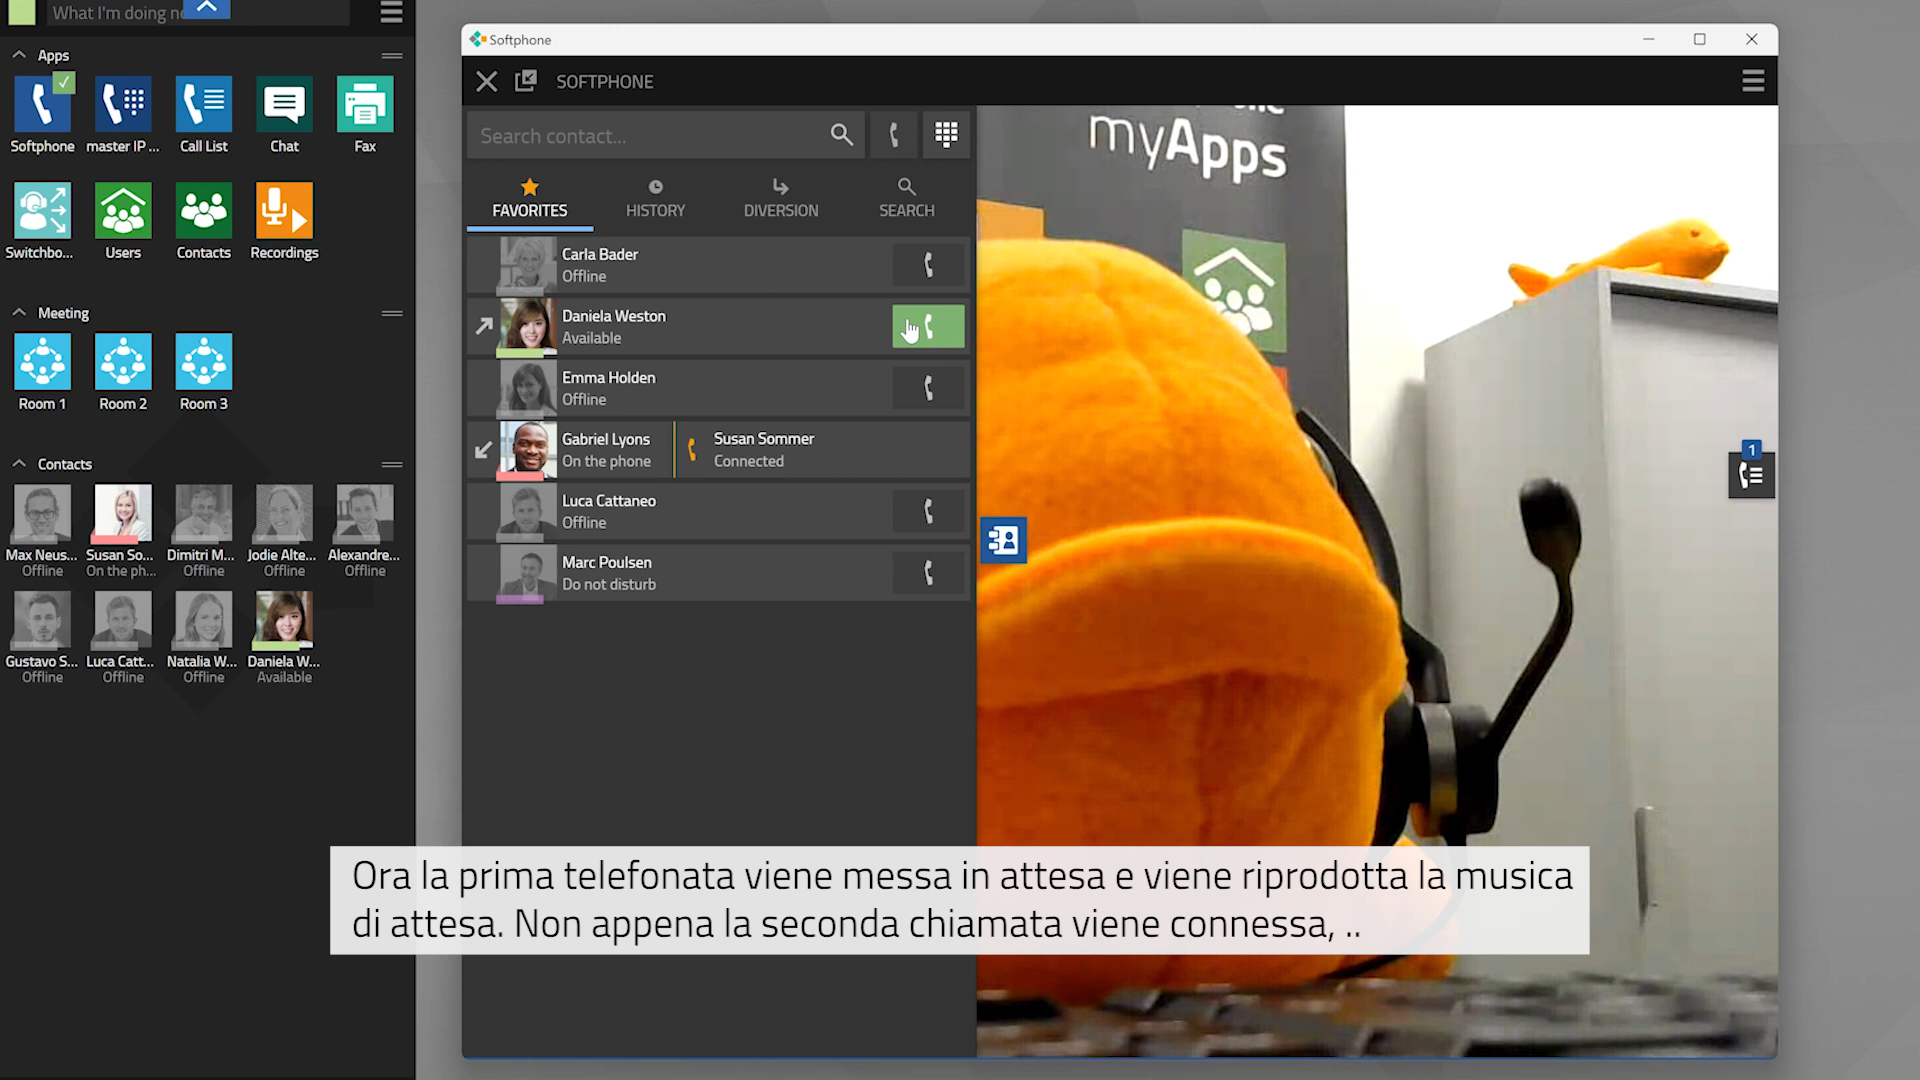 What I'm doing n
Apps
Softphone
master IP ...
Call List
Chat
Fax
Switchbo...
Users
Contacts
Recordings
Meeting
Room 1
Room 2
Room 3
Contacts
Max Neus...
Offline
Susan So...
On the ph...
Dimitri M...
Offline
Jodie Alte...
Offline
Alexandre...
Offline
Gustavo S...
Offline
Luca Catt...
Offline
Natalia W...
Offline
Daniela W...
Available
Softphone
SOFTPHONE
Search contact...
FAVORITES
HISTORY
DIVERSION
SEARCH
Carla Bader
Offline
Daniela Weston
Available
Emma Holden
Offline
Gabriel Lyons
On the phone
Susan Sommer
Connected
Luca Cattaneo
Offline
Marc Poulsen
Do not disturb
myApps
1
Ora la prima telefonata viene messa in attesa e viene riprodotta la musica
di attesa. Non appena la seconda chiamata viene connessa, ..